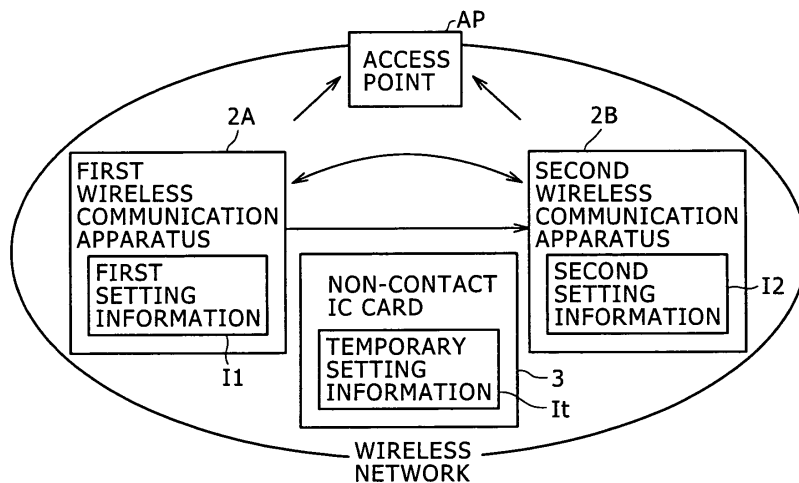 AP
ACCESS
POINT
2A
2B
FIRST
WIRELESS
COMMUNICATION
APPARATUS
FIRST
SETTING
INFORMATION
I1
SECOND
WIRELESS
COMMUNICATION
APPARATUS
SECOND
SETTING
INFORMATION
I2
NON-CONTACT
IC CARD
TEMPORARY
SETTING
INFORMATION
3
It
WIRELESS
NETWORK